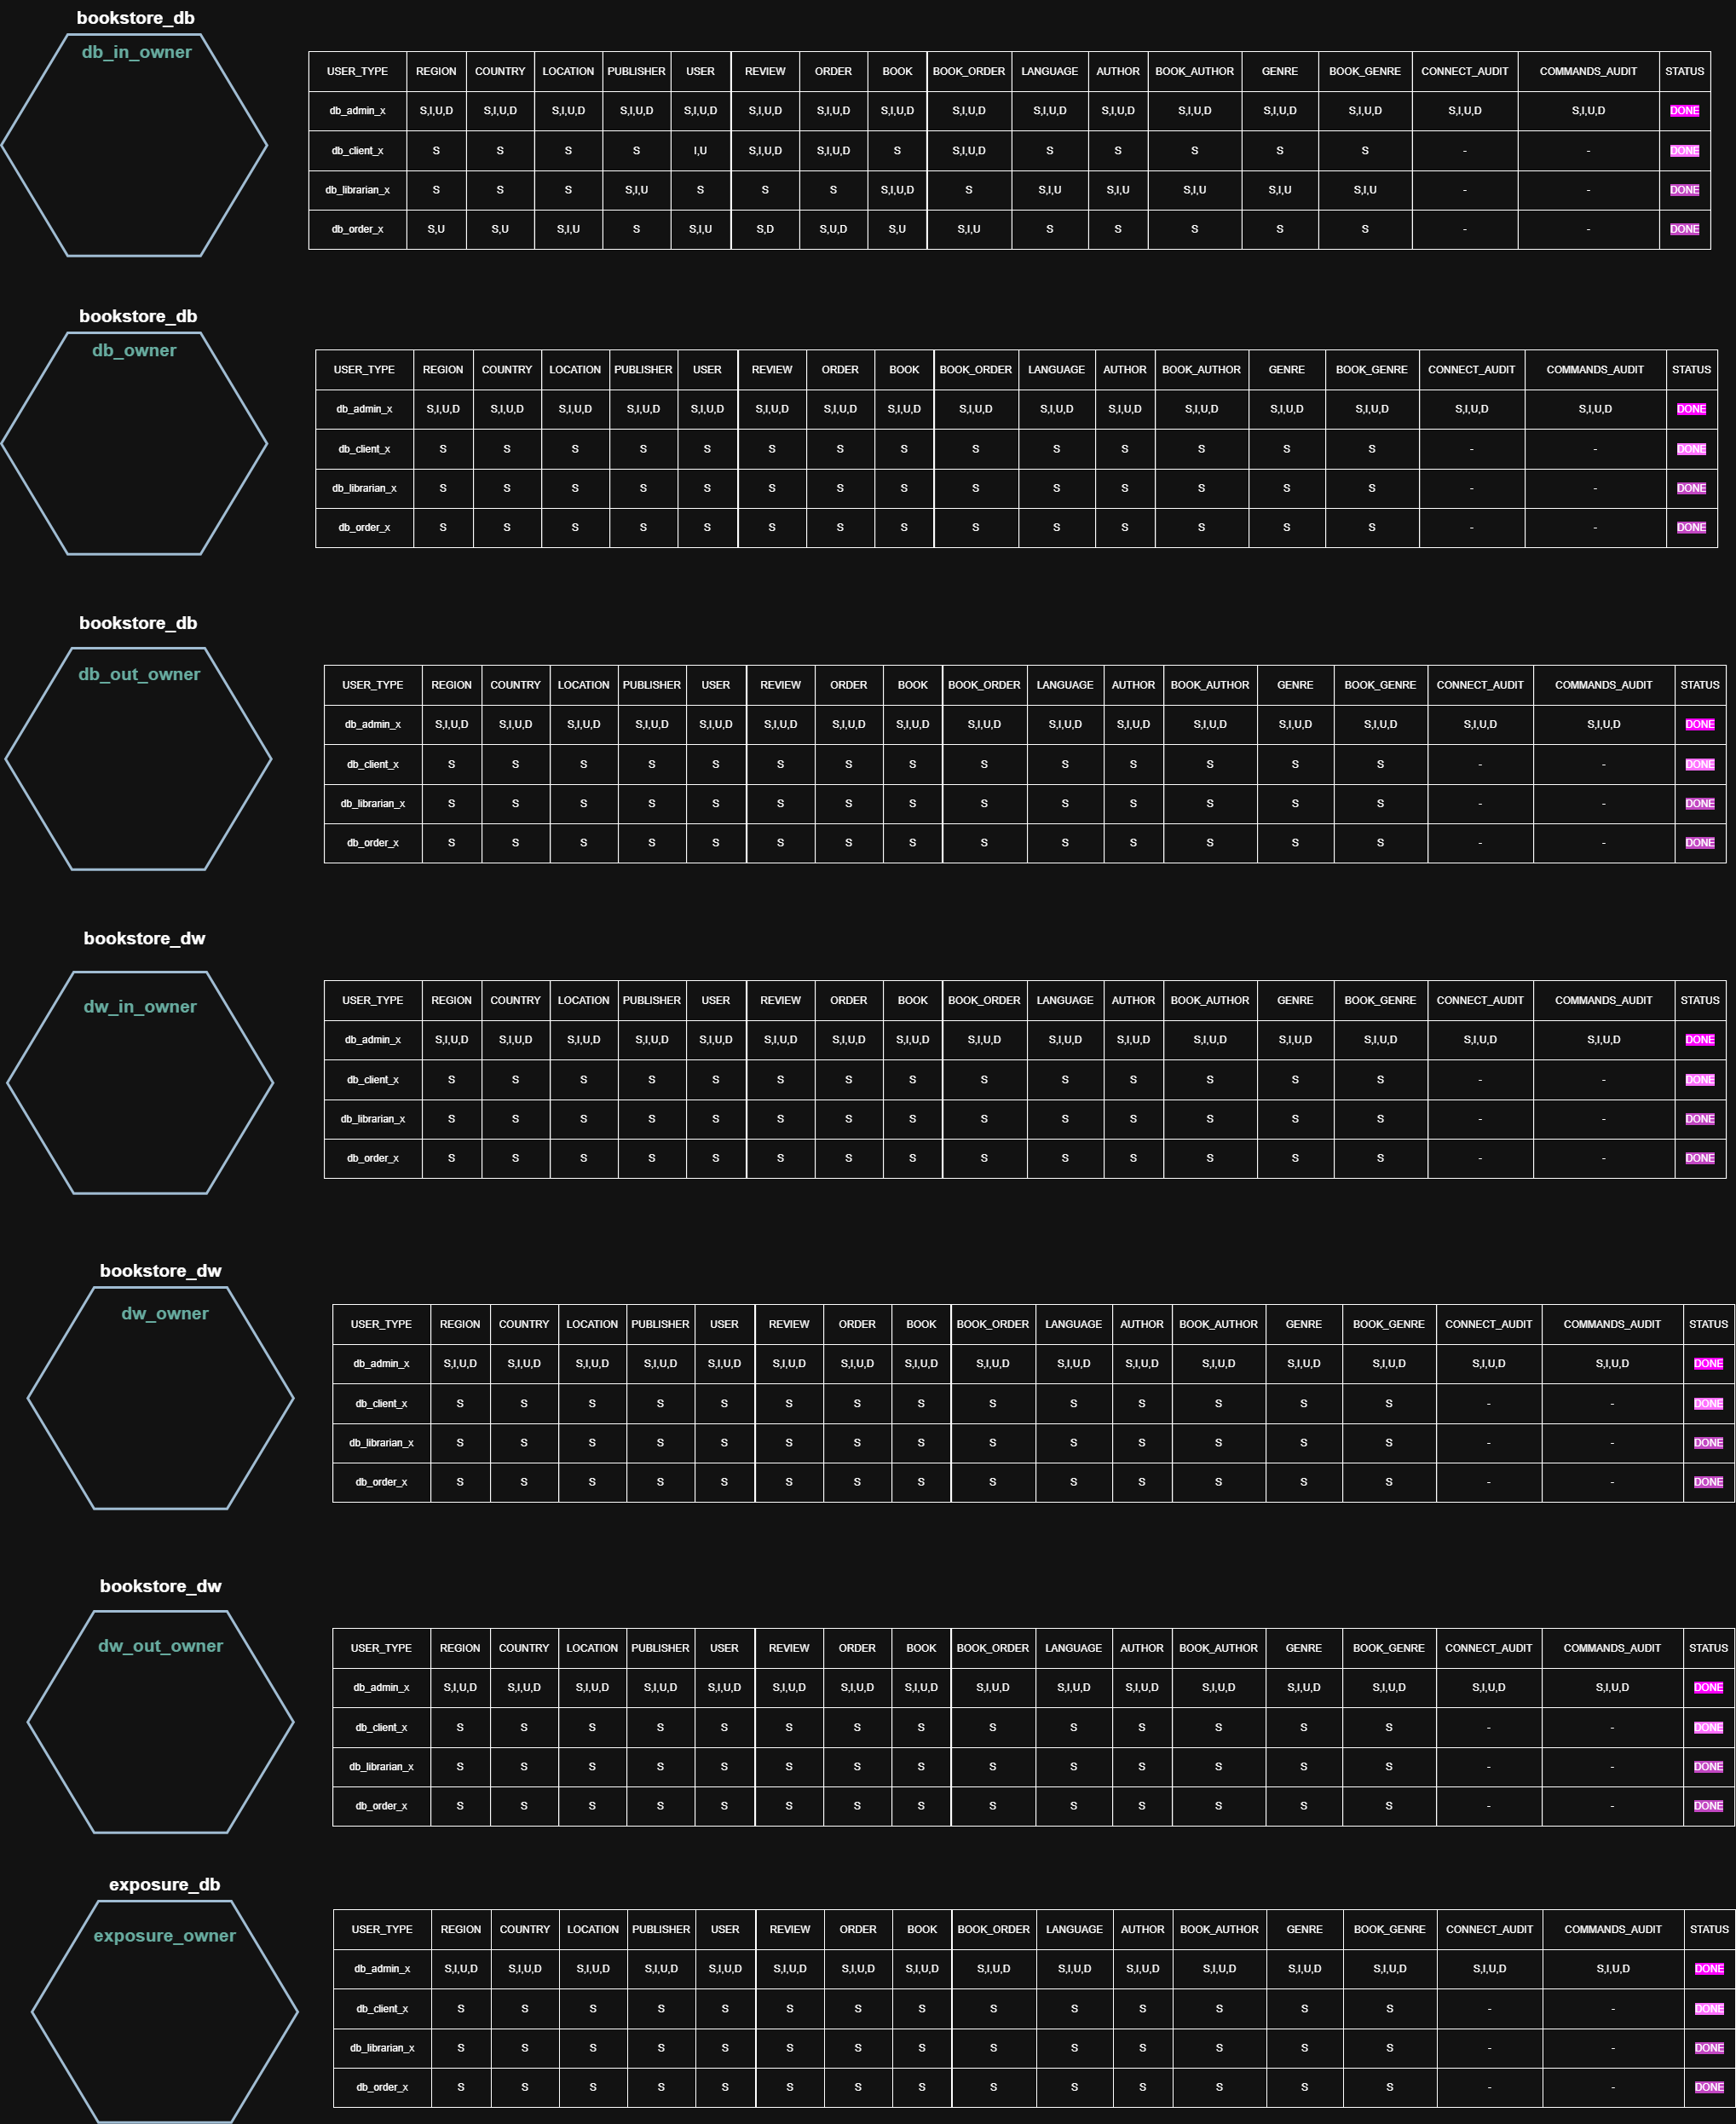 bookstore_db
db_in_owner
USER_TYPE REGION COUNTRY LOCATION PUBLISHER USER REVIEW ORDER BOOK BOOK_ORDER LANGUAGE AUTHOR BOOK_AUTHOR GENRE BOOK_GENRE CONNECT_AUDIT COMMANDS_AUDIT STATUS
db_admin_x S,I,U,D S,I,U,D S,I,U,D S,I,U,D S,I,U,D S,I,U,D S,I,U,D S,I,U,D S,I,U,D S,I,U,D S,I,U,D S,I,U,D S,I,U,D S,I,U,D S,I,U,D S,I,U,D DONE
db_client_x S S S S I,U S,I,U,D S,I,U,D S S,I,U,D S S S S S - - DONE
db_librarian_x S S S S,I,U S S S S,I,U,D S S,I,U S,I,U S,I,U S,I,U S,I,U - - DONE
db_order_x S,U S,U S,I,U S S,I,U S,D S,U,D S,U S,I,U S S S S S - - DONE
bookstore_db
db_owner
USER_TYPE REGION COUNTRY LOCATION PUBLISHER USER REVIEW ORDER BOOK BOOK_ORDER LANGUAGE AUTHOR BOOK_AUTHOR GENRE BOOK_GENRE CONNECT_AUDIT COMMANDS_AUDIT STATUS
db_admin_x S,I,U,D S,I,U,D S,I,U,D S,I,U,D S,I,U,D S,I,U,D S,I,U,D S,I,U,D S,I,U,D S,I,U,D S,I,U,D S,I,U,D S,I,U,D S,I,U,D S,I,U,D S,I,U,D DONE
db_client_x S S S S S S S S S S S S S S - - DONE
db_librarian_x S S S S S S S S S S S S S S - - DONE
db_order_x S S S S S S S S S S S S S S - - DONE
bookstore_db
db_out_owner
USER_TYPE REGION COUNTRY LOCATION PUBLISHER USER REVIEW ORDER BOOK BOOK_ORDER LANGUAGE AUTHOR BOOK_AUTHOR GENRE BOOK_GENRE CONNECT_AUDIT COMMANDS_AUDIT STATUS
db_admin_x S,I,U,D S,I,U,D S,I,U,D S,I,U,D S,I,U,D S,I,U,D S,I,U,D S,I,U,D S,I,U,D S,I,U,D S,I,U,D S,I,U,D S,I,U,D S,I,U,D S,I,U,D S,I,U,D DONE
db_client_x S S S S S S S S S S S S S S - - DONE
db_librarian_x S S S S S S S S S S S S S S - - DONE
db_order_x S S S S S S S S S S S S S S - - DONE
bookstore_dw
dw_in_owner
USER_TYPE REGION COUNTRY LOCATION PUBLISHER USER REVIEW ORDER BOOK BOOK_ORDER LANGUAGE AUTHOR BOOK_AUTHOR GENRE BOOK_GENRE CONNECT_AUDIT COMMANDS_AUDIT STATUS
db_admin_x S,I,U,D S,I,U,D S,I,U,D S,I,U,D S,I,U,D S,I,U,D S,I,U,D S,I,U,D S,I,U,D S,I,U,D S,I,U,D S,I,U,D S,I,U,D S,I,U,D S,I,U,D S,I,U,D DONE
db_client_x S S S S S S S S S S S S S S - - DONE
db_librarian_x S S S S S S S S S S S S S S - - DONE
db_order_x S S S S S S S S S S S S S S - - DONE
bookstore_dw
dw_owner
USER_TYPE REGION COUNTRY LOCATION PUBLISHER USER REVIEW ORDER BOOK BOOK_ORDER LANGUAGE AUTHOR BOOK_AUTHOR GENRE BOOK_GENRE CONNECT_AUDIT COMMANDS_AUDIT STATUS
db_admin_x S,I,U,D S,I,U,D S,I,U,D S,I,U,D S,I,U,D S,I,U,D S,I,U,D S,I,U,D S,I,U,D S,I,U,D S,I,U,D S,I,U,D S,I,U,D S,I,U,D S,I,U,D S,I,U,D DONE
db_client_x S S S S S S S S S S S S S S - - DONE
db_librarian_x S S S S S S S S S S S S S S - - DONE
db_order_x S S S S S S S S S S S S S S - - DONE
bookstore_dw
dw_out_owner
USER_TYPE REGION COUNTRY LOCATION PUBLISHER USER REVIEW ORDER BOOK BOOK_ORDER LANGUAGE AUTHOR BOOK_AUTHOR GENRE BOOK_GENRE CONNECT_AUDIT COMMANDS_AUDIT STATUS
db_admin_x S,I,U,D S,I,U,D S,I,U,D S,I,U,D S,I,U,D S,I,U,D S,I,U,D S,I,U,D S,I,U,D S,I,U,D S,I,U,D S,I,U,D S,I,U,D S,I,U,D S,I,U,D S,I,U,D DONE
db_client_x S S S S S S S S S S S S S S - - DONE
db_librarian_x S S S S S S S S S S S S S S - - DONE
db_order_x S S S S S S S S S S S S S S - - DONE
exposure_db
exposure_owner
USER_TYPE REGION COUNTRY LOCATION PUBLISHER USER REVIEW ORDER BOOK BOOK_ORDER LANGUAGE AUTHOR BOOK_AUTHOR GENRE BOOK_GENRE CONNECT_AUDIT COMMANDS_AUDIT STATUS
db_admin_x S,I,U,D S,I,U,D S,I,U,D S,I,U,D S,I,U,D S,I,U,D S,I,U,D S,I,U,D S,I,U,D S,I,U,D S,I,U,D S,I,U,D S,I,U,D S,I,U,D S,I,U,D S,I,U,D DONE
db_client_x S S S S S S S S S S S S S S - - DONE
db_librarian_x S S S S S S S S S S S S S S - - DONE
db_order_x S S S S S S S S S S S S S S - - DONE